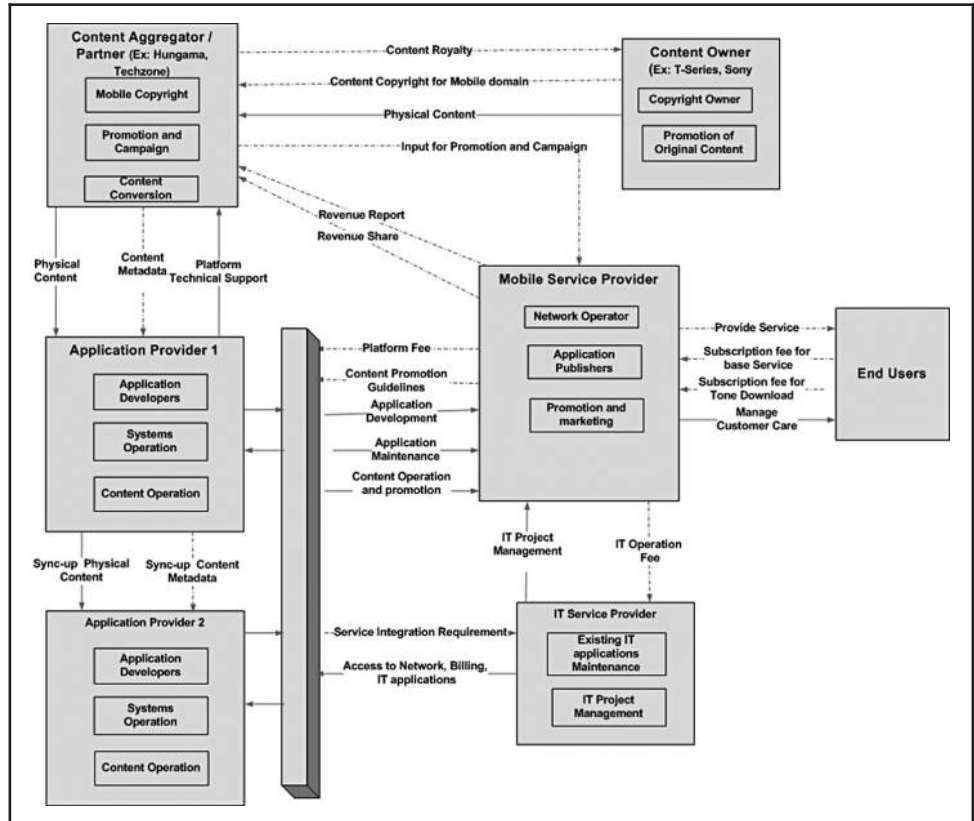 Content Aggregator /
Partner (Ex: Hungama,
Techzone)
Mobile Copyright
Promotion and
Campaign
Content
Conversion
Content Royalty
Content Copyright for Mobile domain
Physical Content
Input for Promotion and Campaign
Content Owner
(Ex: T-Series, Sony
Copyright Owner
Promotion of
Original Content
Revenue Report
Revenue Share
Physical
Content
Content
Metadata
Platform
Technical Support
Mobile Service Provider
Network Operator
Application
Publishers
Promotion and
marketing
Provide Service
Subscription fee for
base Service
Subscription fee for
Tone Download
Manage
Customer Care
End Users
Application Provider 1
Application
Developers
Systems
Operation
Content Operation
Platform Fee
Content Promotion
Guidelines
Application
Development
Application
Maintenance
Content Operation
and promotion
Sync-up Physical
Content
Sync-up Content
Metadata
IT Project
Management
IT Operation
Fee
Application Provider 2
Application
Developers
Systems
Operation
Content Operation
Service Integration Requirement
Access to Network, Billing,
IT applications
IT Service Provider
Existing IT
applications
Maintenance
IT Project
Management